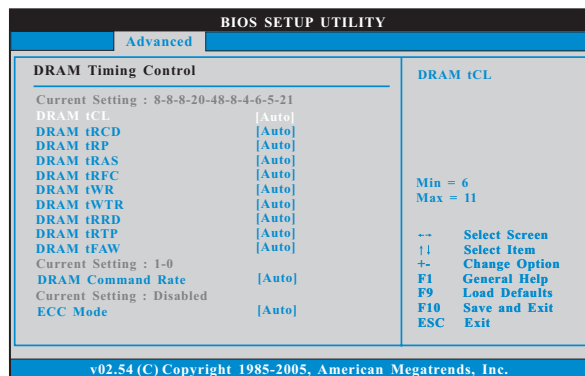 BIOS SETUP UTILITY
Advanced
DRAM Timing Control
Current Setting : 8-8-8-20-48-8-4-6-5-21
DRAM tCL [Auto]
DRAM tRCD [Auto]
DRAM tRP [Auto]
DRAM tRAS [Auto]
DRAM tRFC [Auto]
DRAM tWR [Auto]
DRAM tWTR [Auto]
DRAM tRRD [Auto]
DRAM tRTP [Auto]
DRAM tFAW [Auto]
Current Setting : 1-0
DRAM Command Rate [Auto]
Current Setting : Disabled
ECC Mode [Auto]
DRAM tCL
Min = 6
Max = 11
←→ Select Screen
↑↓ Select Item
+- Change Option
F1 General Help
F9 Load Defaults
F10 Save and Exit
ESC Exit
v02.54 (C) Copyright 1985-2005, American Megatrends, Inc.